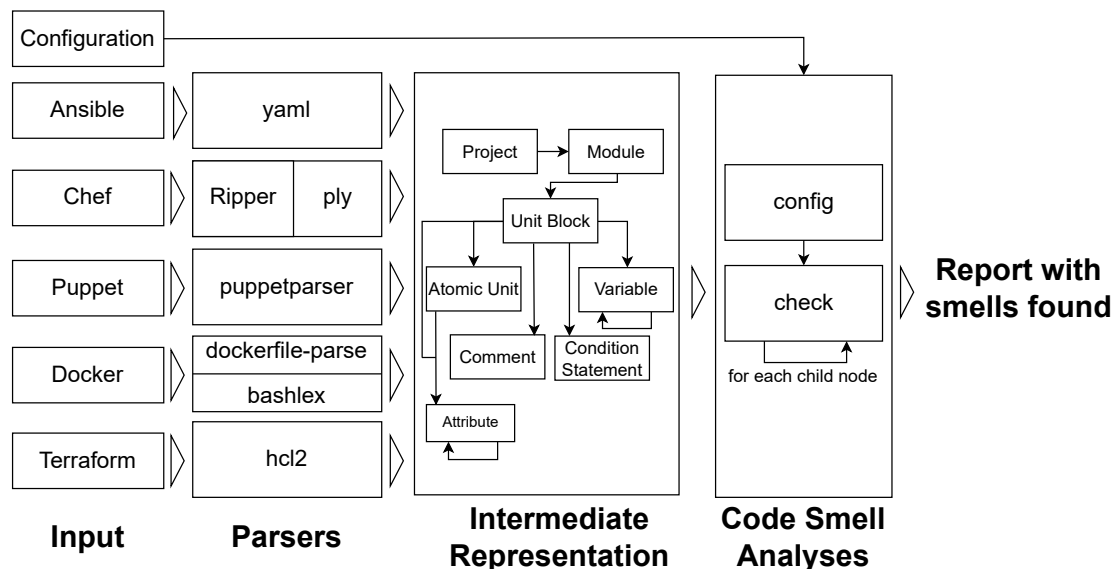 Configuration
Ansible
yaml
Chef
Ripper
ply
Puppet
puppetparser
Docker
dockerfile-parse
bashlex
Terraform
hcl2
Project
Module
Unit Block
Atomic Unit
Variable
Comment
Condition
Statement
Attribute
config
check
for each child node
Report with
smells found
Input
Parsers
Intermediate
Representation
Code Smell
Analyses